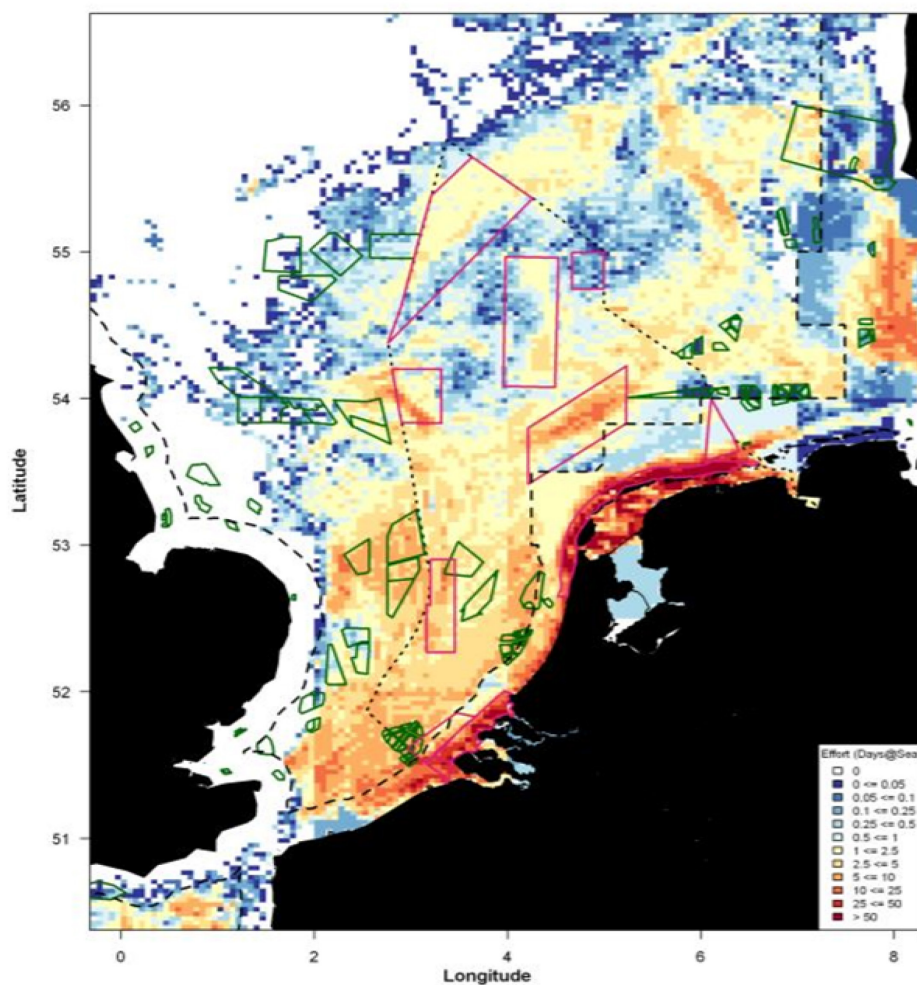 56
55
54
53
52
51
Latitude
0 2 4 6 8
Longitude
Effort (Days@Sea
0
0 <= 0.05
0.05 <= 0.1
0.1 <= 0.25
0.25 <= 0.5
0.5 <= 1
1 <= 2.5
2.5 <= 5
5 <= 10
10 <= 25
25 <= 50
> 50